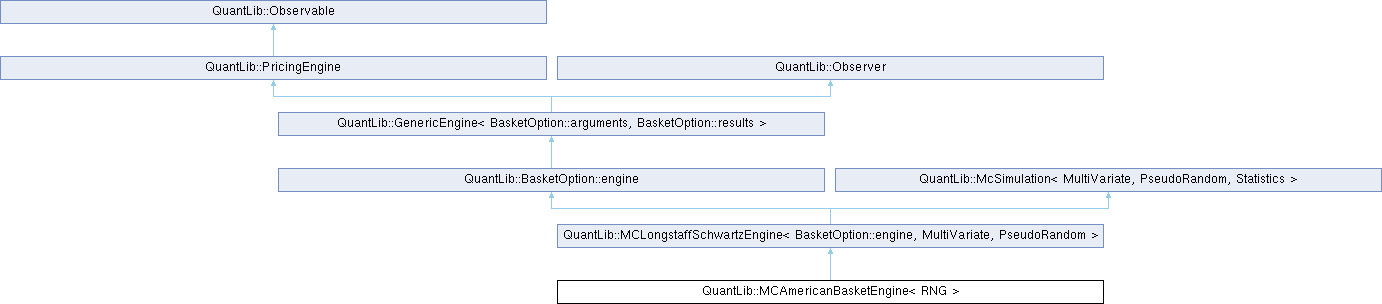 QuantLib::Observable
QuantLib::PricingEngine
QuantLib::Observer
QuantLib::GenericEngine< BasketOption::arguments, BasketOption::results >
QuantLib::BasketOption::engine
QuantLib::McSimulation< MultiVariate, PseudoRandom, Statistics >
QuantLib::MCLongstaffSchwartzEngine< BasketOption::engine, MultiVariate, PseudoRandom >
QuantLib::MCAmericanBasketEngine< RNG >